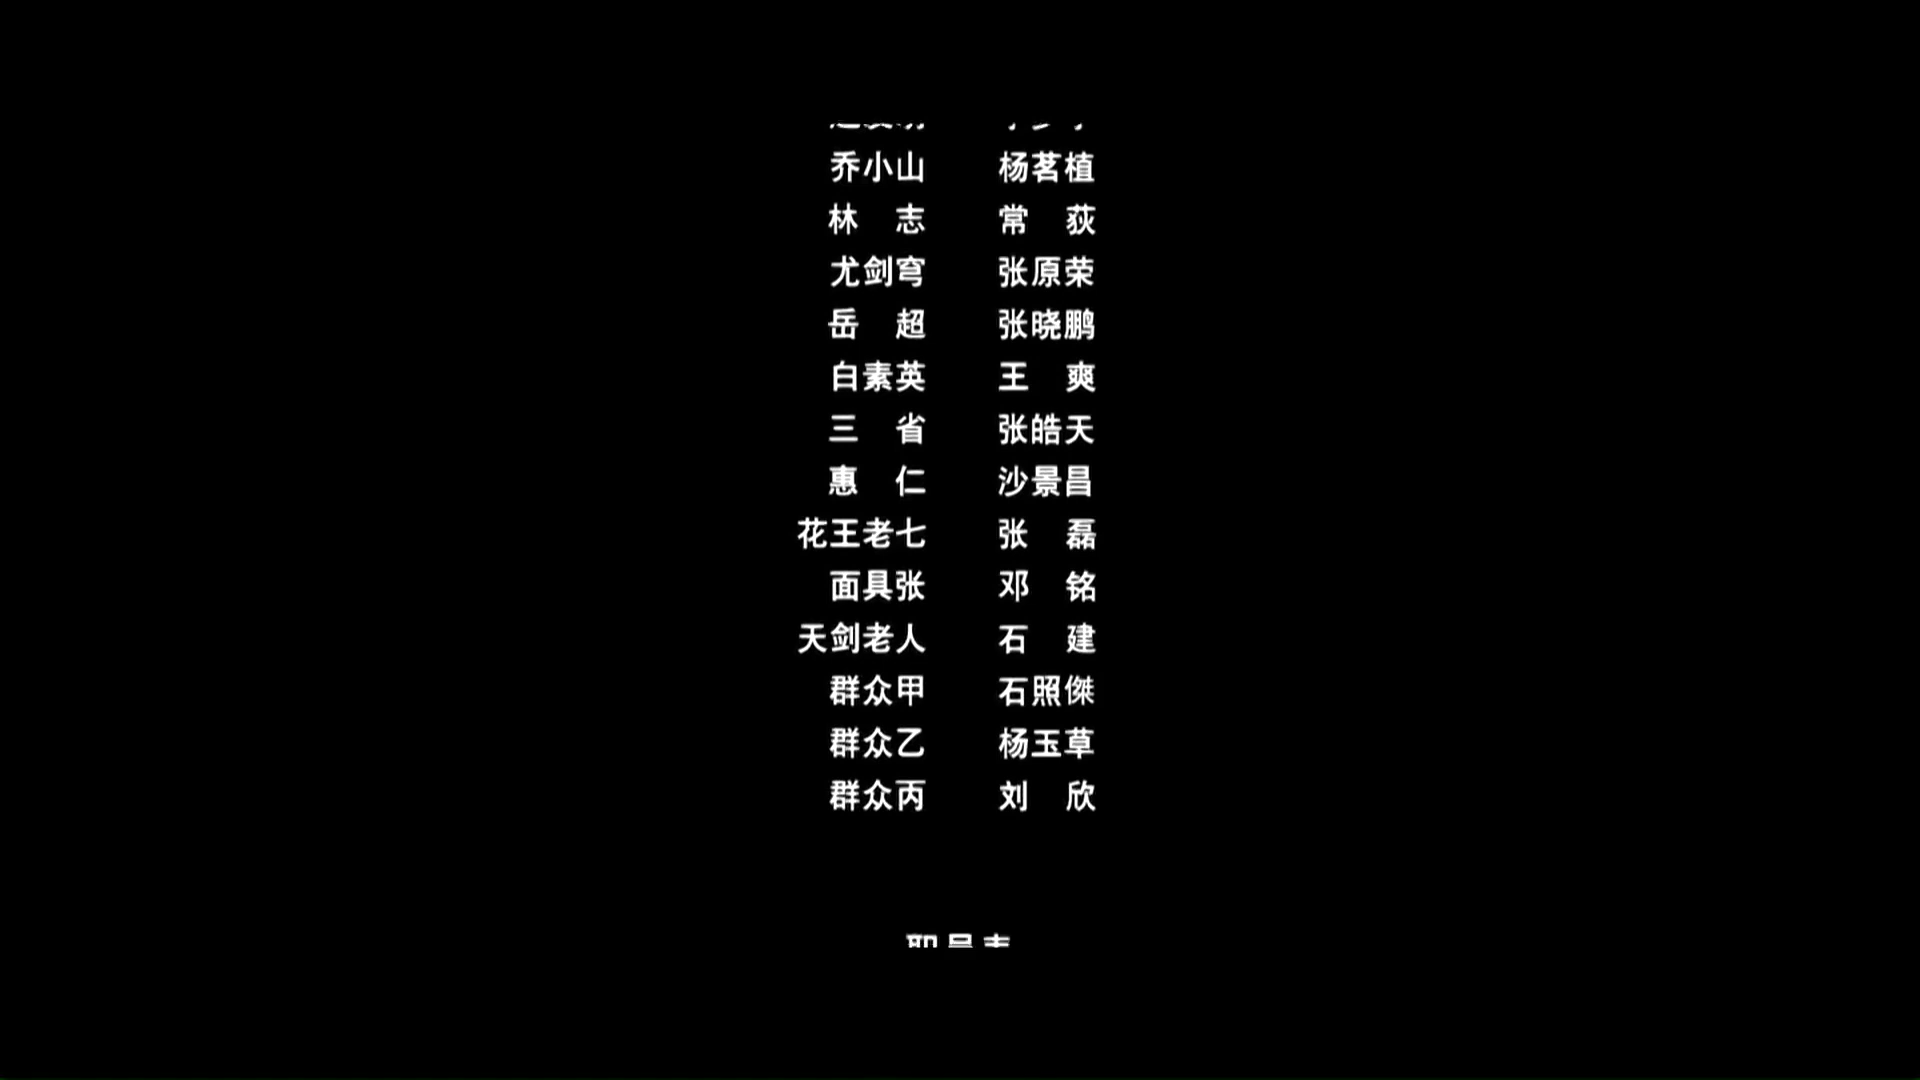 乔小山 杨茗植
林 志 常 荻
尤剑穹 张原荣
岳 超 张晓鹏
白素英 王 爽
三 省 张皓天
惠 仁 沙景昌
花王老七 张 磊
面具张 邓 铭
天剑老人 石 建
群众甲 石照傑
群众乙 杨玉草
群众丙 刘 欣
职员表